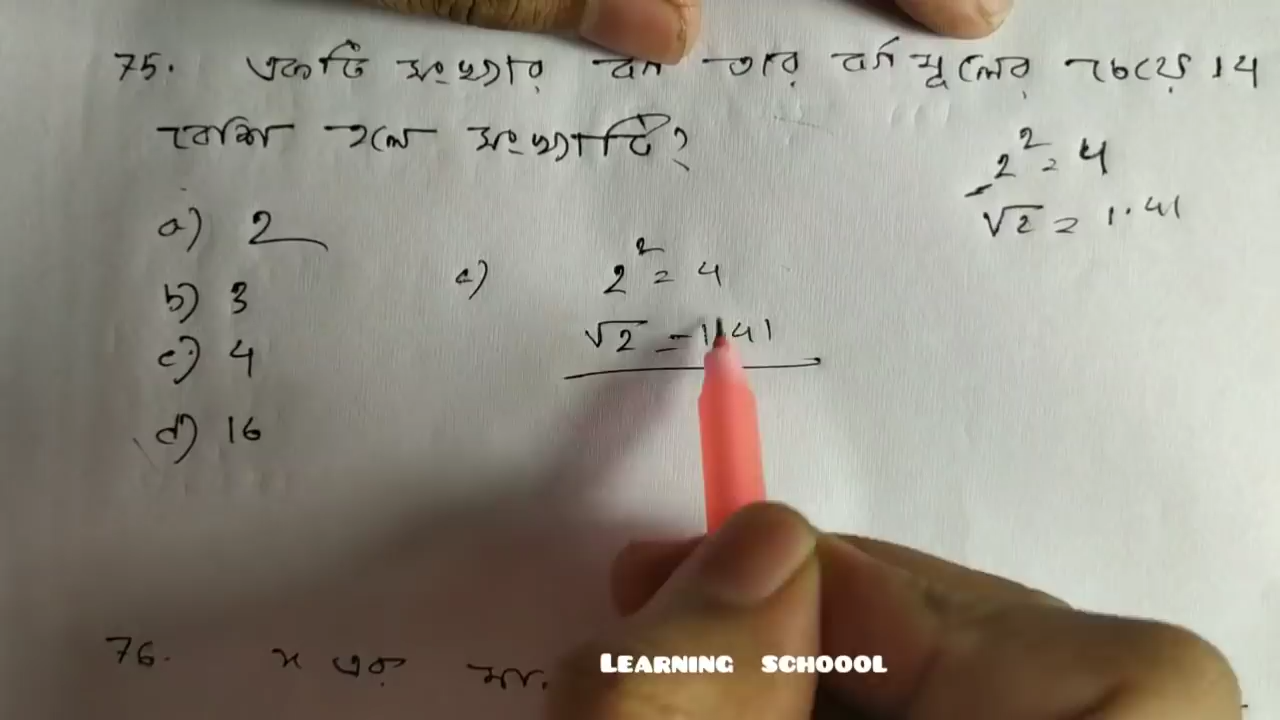 75. একটি সংখ্যার বর্গ তার বর্গমূলের চেয়ে 14
বেশি হলে সংখ্যাটি?
2² = 4
√2 = 1.41
a) 2
b) 3
c) 4
d) 16
a) 2² = 4
√2 = 1.41
76. x এর
LEARNING SCHOOOL